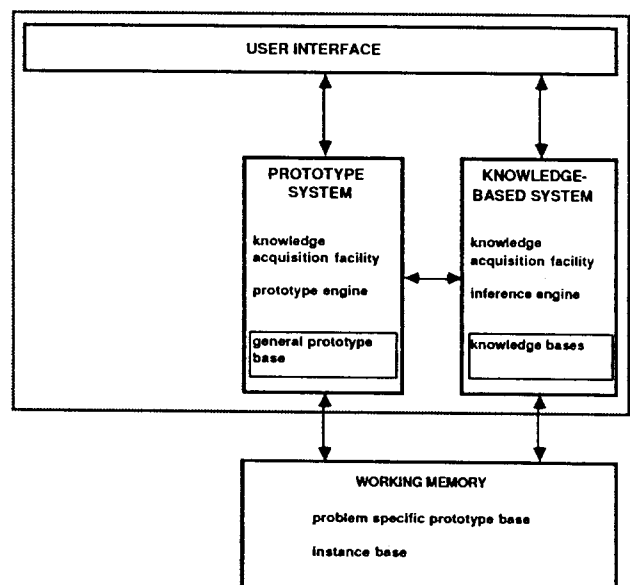 USER INTERFACE
PROTOTYPE
SYSTEM
knowledge
acquisition facility
prototype engine
general prototype
base
KNOWLEDGE-
BASED SYSTEM
knowledge
acquisition facility
inference engine
knowledge bases
WORKING MEMORY
problem specific prototype base
instance base